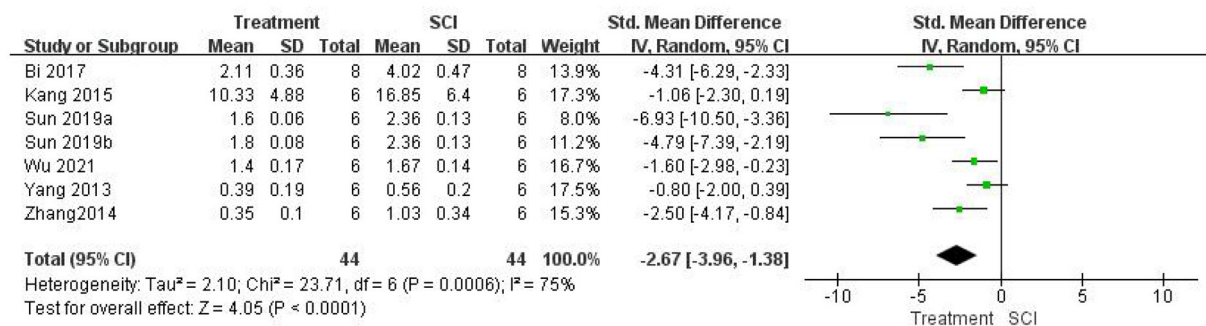 Treatment SCI Std. Mean Difference Std. Mean Difference
Study or Subgroup Mean SD Total Mean SD Total Weight IV, Random, 95% CI IV, Random, 95% CI
Bi 2017 2.11 0.36 8 4.02 0.47 8 13.9% -4.31 [-6.29, -2.33]
Kang 2015 10.33 4.88 6 16.85 6.4 6 17.3% -1.06 [-2.30, 0.19]
Sun 2019a 1.6 0.06 6 2.36 0.13 6 8.0% -6.93 [-10.50, -3.36]
Sun 2019b 1.8 0.08 6 2.36 0.13 6 11.2% -4.79 [-7.39, -2.19]
Wu 2021 1.4 0.17 6 1.67 0.14 6 16.7% -1.60 [-2.98, -0.23]
Yang 2013 0.39 0.19 6 0.56 0.2 6 17.5% -0.80 [-2.00, 0.39]
Zhang2014 0.35 0.1 6 1.03 0.34 6 15.3% -2.50 [-4.17, -0.84]
Total (95% CI) 44 44 100.0% -2.67 [-3.96, -1.38]
Heterogeneity: Tau² = 2.10; Chi² = 23.71, df = 6 (P = 0.0006); I² = 75%
Test for overall effect: Z = 4.05 (P < 0.0001)
-10 -5 0 5 10
Treatment SCI